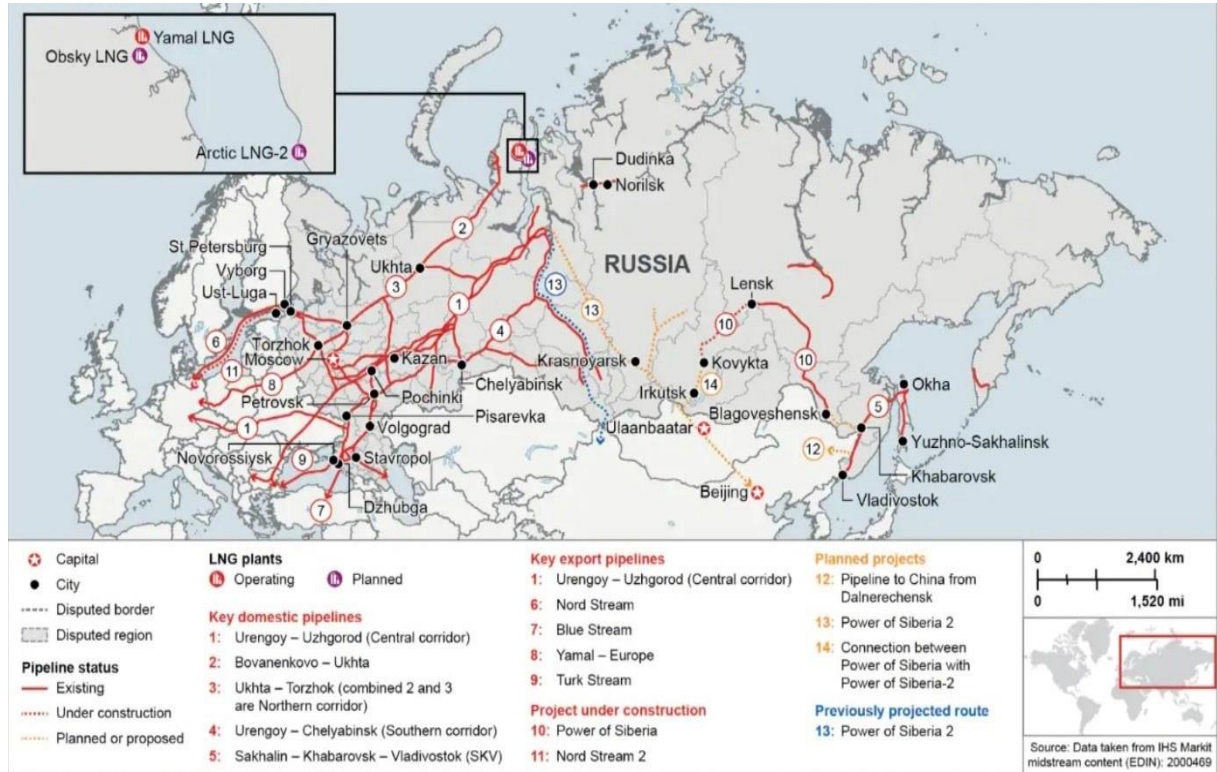 Yamal LNG
Obsky LNG
Arctic LNG-2
Dudinka
Norilsk
2
St.Petersburg
Gryazovets
Vyborg
Ukhta
Ust-Luga
3
RUSSIA
13
13
Lensk
1
10
4
6
11
8
Torzhok
Moscow
Kazan
Krasnoyarsk
Kovykta
10
Chelyabinsk
14
Okha
Petrovsk
Pochinki
Irkutsk
Blagoveshensk
5
1
Pisarevka
Volgograd
Ulaanbaatar
12
Yuzhno-Sakhalinsk
Novorossiysk
9
Stavropol
Khabarovsk
Beijing
Vladivostok
7
Dzhubga
Capital
City
Disputed border
Disputed region
Pipeline status
Existing
Under construction
Planned or proposed
LNG plants
Operating
Planned
Key domestic pipelines
1: Urengoy – Uzhgorod (Central corridor)
2: Bovanenkovo – Ukhta
3: Ukhta – Torzhok (combined 2 and 3
are Northern corridor)
4: Urengoy – Chelyabinsk (Southern corridor)
5: Sakhalin – Khabarovsk – Vladivostok (SKV)
Key export pipelines
1: Urengoy – Uzhgorod (Central corridor)
6: Nord Stream
7: Blue Stream
8: Yamal – Europe
9: Turk Stream
Project under construction
10: Power of Siberia
11: Nord Stream 2
Planned projects
12: Pipeline to China from
Dalnerechensk
13: Power of Siberia 2
14: Connection between
Power of Siberia with
Power of Siberia-2
Previously projected route
13: Power of Siberia 2
0 2,400 km
0 1,520 mi
Source: Data taken from IHS Markit
midstream content (EDIN): 2000469